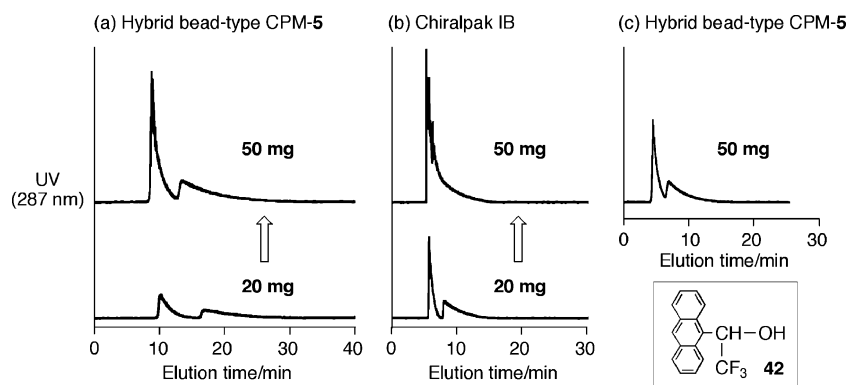 (a) Hybrid bead-type CPM-5
(b) Chiralpak IB
(c) Hybrid bead-type CPM-5
50 mg
50 mg
50 mg
UV
(287 nm)
20 mg
20 mg
0 10 20 30 40
Elution time/min
0 10 20 30
Elution time/min
0 10 20 30
Elution time/min
CH–OH
CF3 42